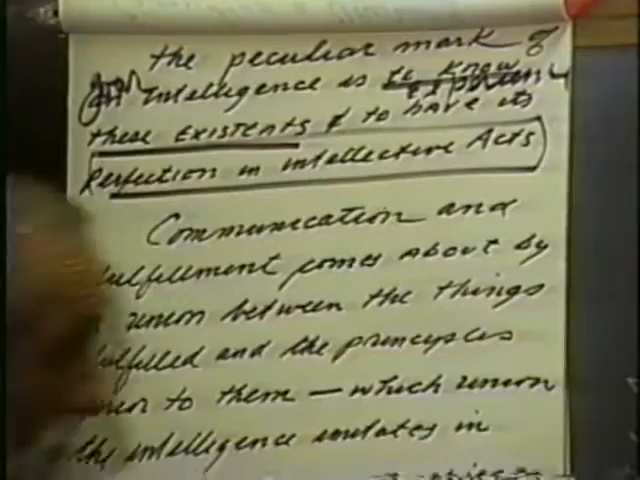 the peculiar mark of
Intelligence is to know
these EXISTENTS & to have its
Perfection in intellective Acts
Communication and
fulfillment comes about by
union between the things
fulfilled and the principles
to them — which union
the intelligence imitates in